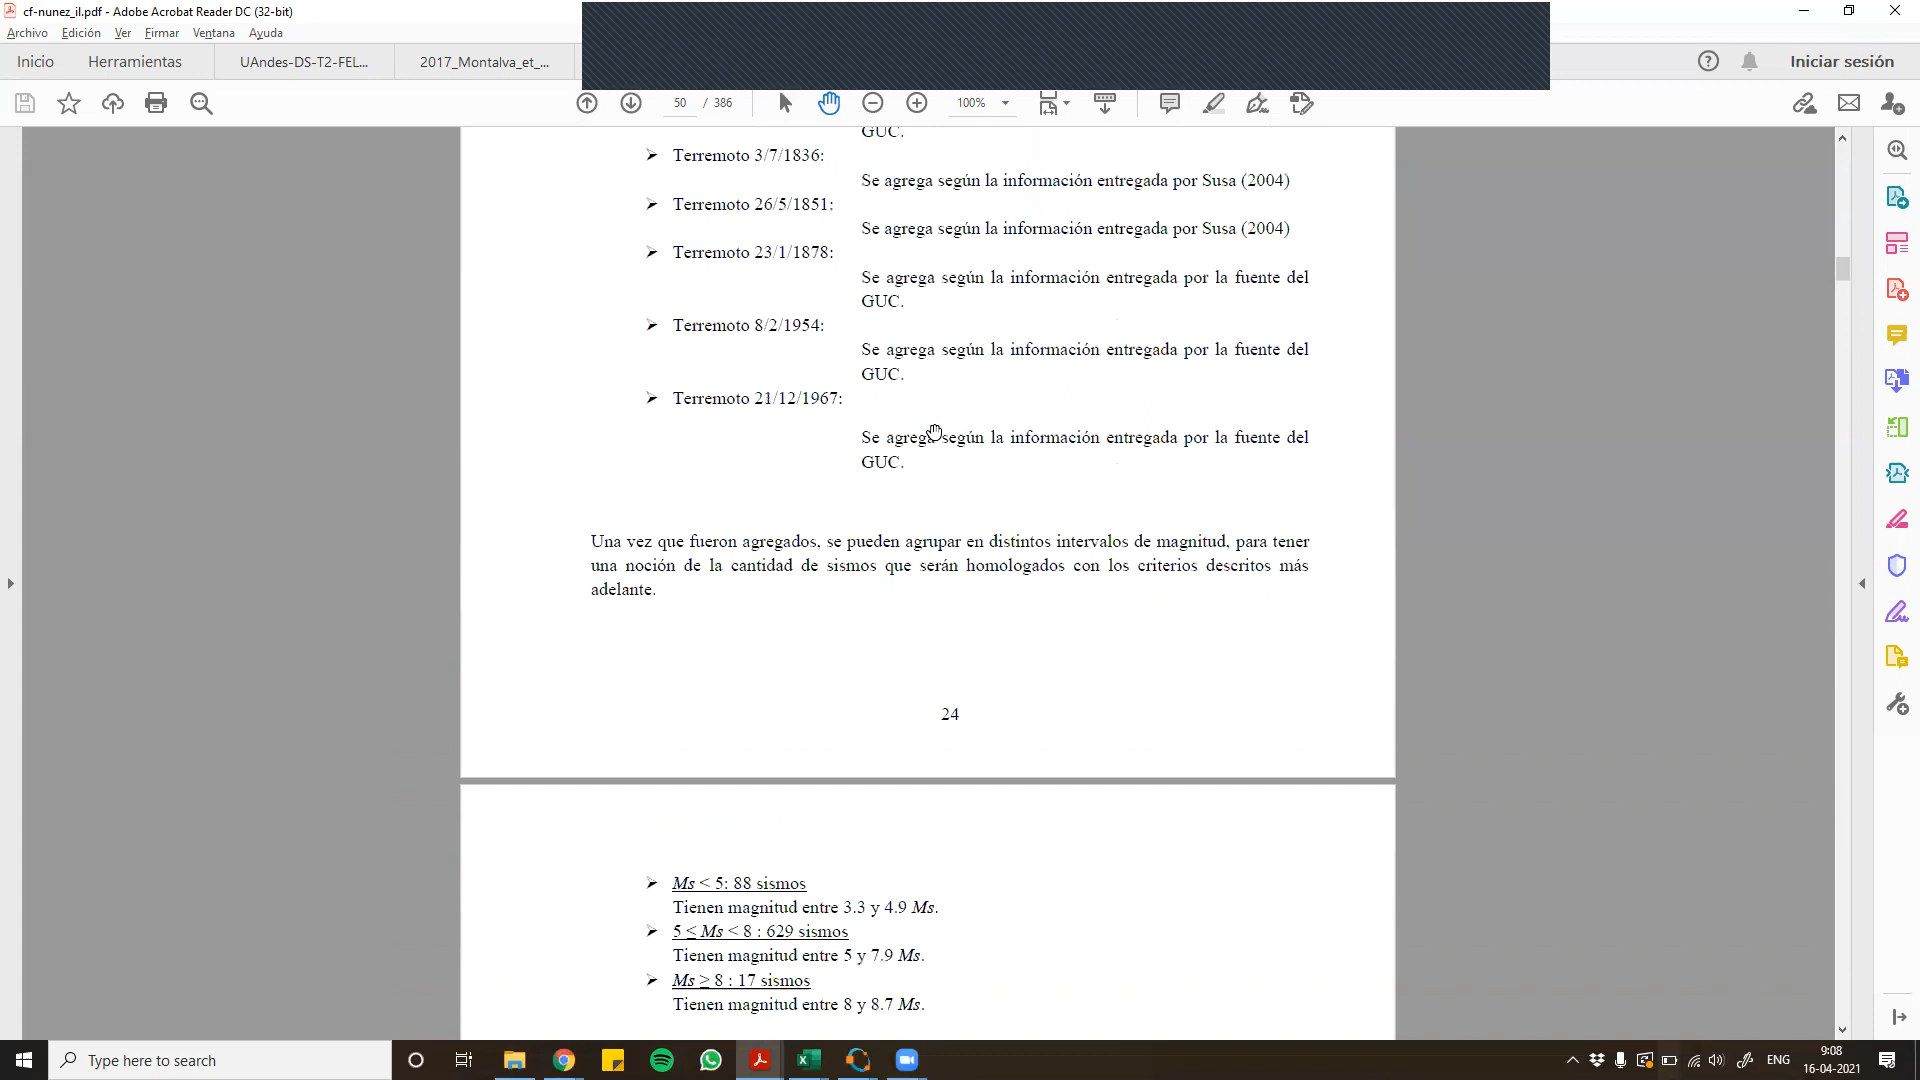 cf-nunez_il.pdf - Adobe Acrobat Reader DC (32-bit)
Archivo Edición Ver Firmar Ventana Ayuda
Inicio Herramientas UAndes-DS-T2-FEL... 2017_Montalva_et_... Iniciar sesión
50 / 386 100%
GUC.
Terremoto 3/7/1836:
Se agrega según la información entregada por Susa (2004)
Terremoto 26/5/1851:
Se agrega según la información entregada por Susa (2004)
Terremoto 23/1/1878:
Se agrega según la información entregada por la fuente del
GUC.
Terremoto 8/2/1954:
Se agrega según la información entregada por la fuente del
GUC.
Terremoto 21/12/1967:
Se agrega según la información entregada por la fuente del
GUC.
Una vez que fueron agregados, se pueden agrupar en distintos intervalos de magnitud, para tener
una noción de la cantidad de sismos que serán homologados con los criterios descritos más
adelante.
24
Ms < 5: 88 sismos
Tienen magnitud entre 3.3 y 4.9 Ms.
5 ≤ Ms < 8 : 629 sismos
Tienen magnitud entre 5 y 7.9 Ms.
Ms ≥ 8 : 17 sismos
Tienen magnitud entre 8 y 8.7 Ms.
Type here to search
ENG
9:08
16-04-2021